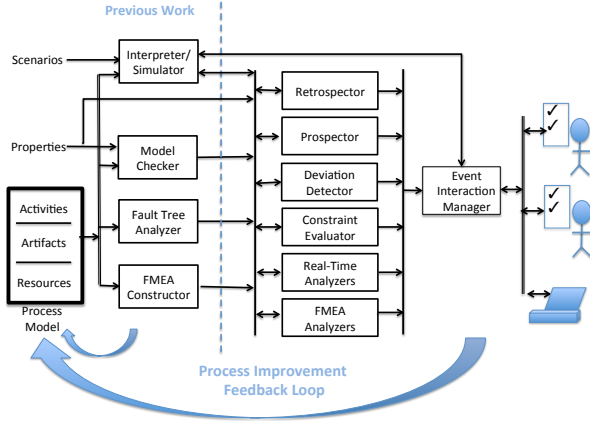 Previous Work
Scenarios
Interpreter/
Simulator
Retrospector
Properties
Model
Checker
Prospector
Deviation
Detector
Event
Interaction
Manager
Activities
Artifacts
Resources
Process
Model
Fault Tree
Analyzer
Constraint
Evaluator
FMEA
Constructor
Real-Time
Analyzers
FMEA
Analyzers
Process Improvement
Feedback Loop